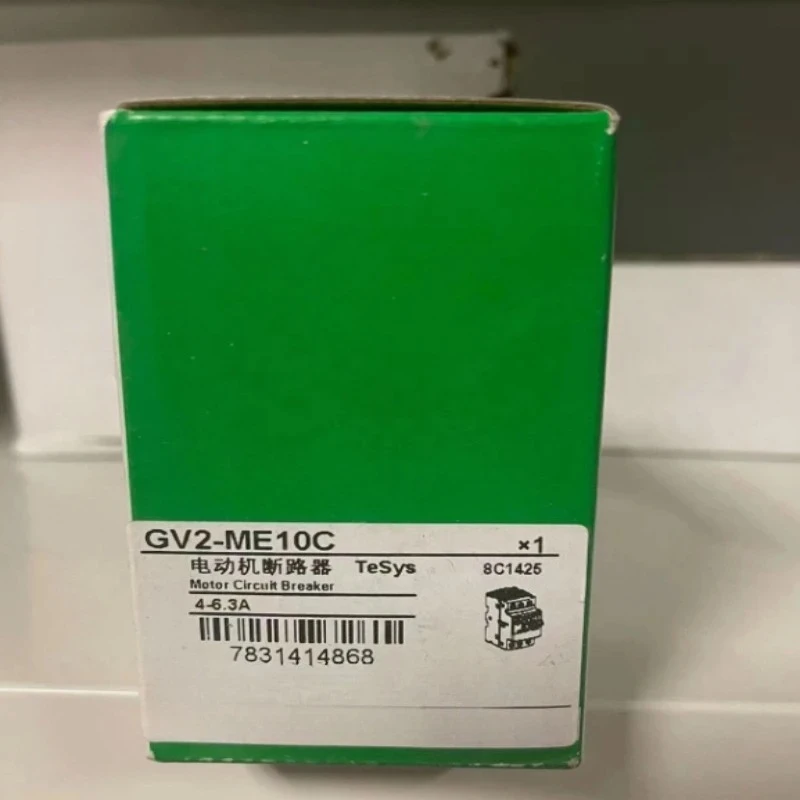 GV2-ME10C ×1
电动机断路器 TeSys 8C1425
Motor Circuit Breaker
4-6.3A
7831414868